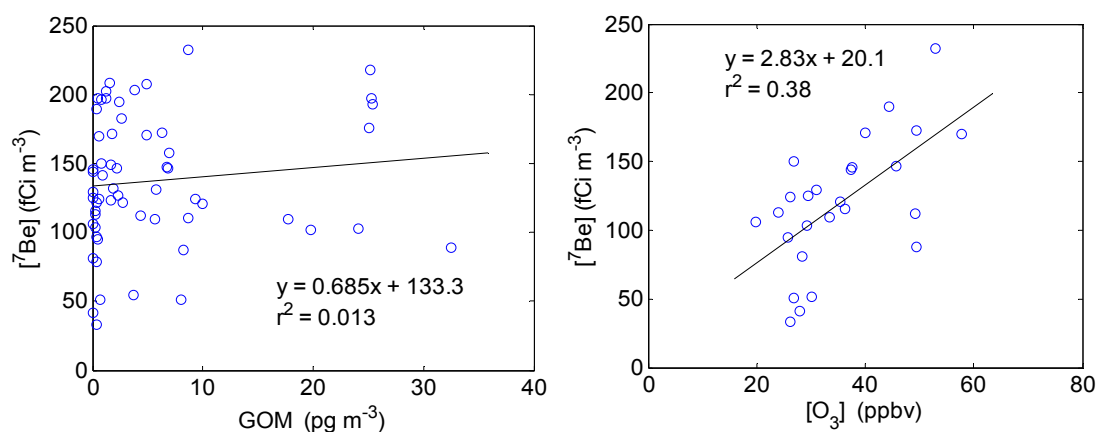 250
200
150
100
50
0
[⁷Be] (fCi m⁻³)
y = 0.685x + 133.3
r² = 0.013
0 10 20 30 40
GOM (pg m⁻³)
250
200
150
100
50
0
[⁷Be] (fCi m⁻³)
y = 2.83x + 20.1
r² = 0.38
0 20 40 60 80
[O₃] (ppbv)